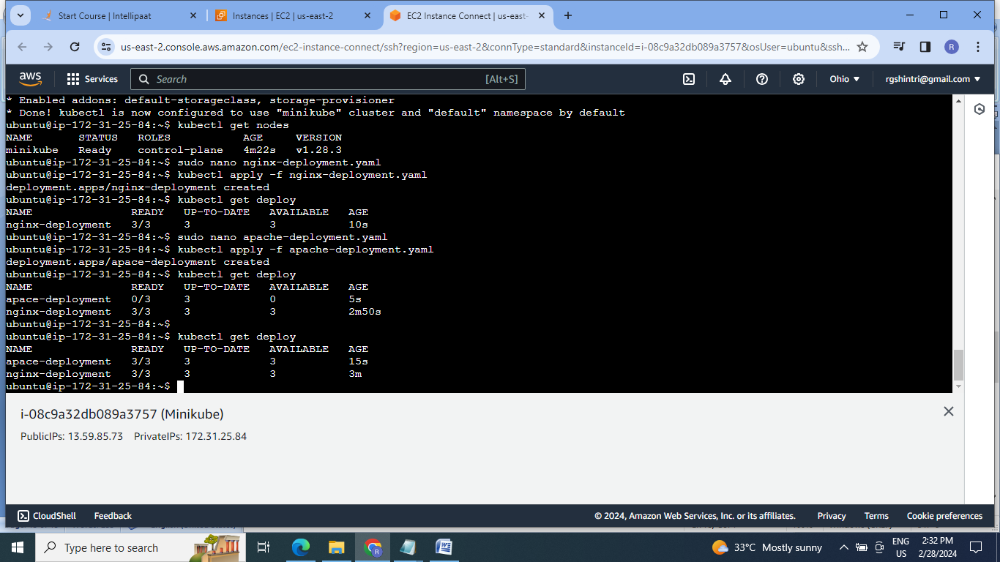 Start Course | Intellipaat
Instances | EC2 | us-east-2
EC2 Instance Connect | us-east-
us-east-2.console.aws.amazon.com/ec2-instance-connect/ssh?region=us-east-2&connType=standard&instanceId=i-08c9a32db089a3757&osUser=ubuntu&ssh...
R
aws
Services
Search
[Alt+S]
Ohio
rgshintri@gmail.com
* Enabled addons: default-storageclass, storage-provisioner
* Done! kubectl is now configured to use "minikube" cluster and "default" namespace by default
ubuntu@ip-172-31-25-84:~$ kubectl get nodes
NAME STATUS ROLES AGE VERSION
minikube Ready control-plane 4m22s v1.28.3
ubuntu@ip-172-31-25-84:~$ sudo nano nginx-deployment.yaml
ubuntu@ip-172-31-25-84:~$ kubectl apply -f nginx-deployment.yaml
deployment.apps/nginx-deployment created
ubuntu@ip-172-31-25-84:~$ kubectl get deploy
NAME READY UP-TO-DATE AVAILABLE AGE
nginx-deployment 3/3 3 3 10s
ubuntu@ip-172-31-25-84:~$ sudo nano apache-deployment.yaml
ubuntu@ip-172-31-25-84:~$ kubectl apply -f apache-deployment.yaml
deployment.apps/apace-deployment created
ubuntu@ip-172-31-25-84:~$ kubectl get deploy
NAME READY UP-TO-DATE AVAILABLE AGE
apace-deployment 0/3 3 0 5s
nginx-deployment 3/3 3 3 2m50s
ubuntu@ip-172-31-25-84:~$
ubuntu@ip-172-31-25-84:~$ kubectl get deploy
NAME READY UP-TO-DATE AVAILABLE AGE
apace-deployment 3/3 3 3 15s
nginx-deployment 3/3 3 3 3m
ubuntu@ip-172-31-25-84:~$
i-08c9a32db089a3757 (Minikube)
PublicIPs: 13.59.85.73 PrivateIPs: 172.31.25.84
CloudShell
Feedback
© 2024, Amazon Web Services, Inc. or its affiliates.
Privacy
Terms
Cookie preferences
Type here to search
33°C Mostly sunny
ENG
US
2:32 PM
2/28/2024